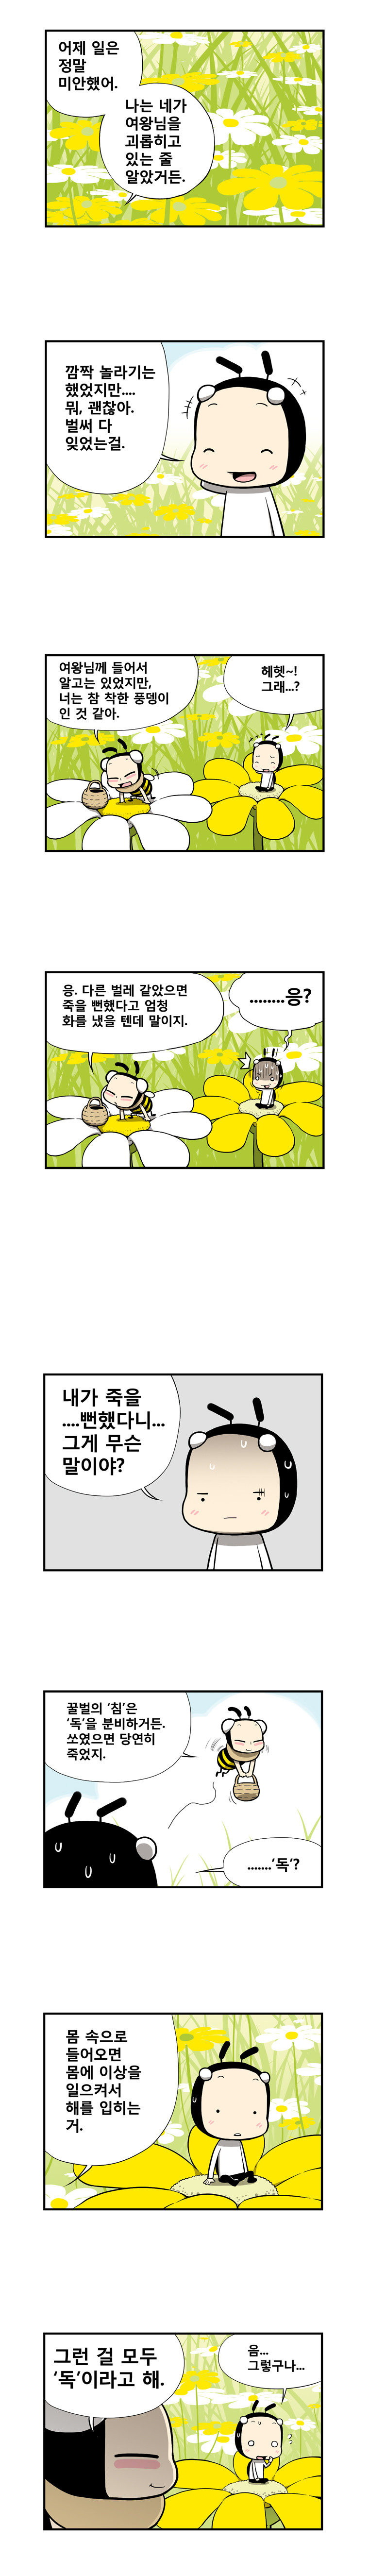 어제 일은
정말
미안했어.
나는 네가
여왕님을
괴롭히고
있는 줄
알았거든.
깜짝 놀라기는
했었지만....
뭐, 괜찮아.
벌써 다
잊었는걸.
여왕님께 들어서
알고는 있었지만,
너는 참 착한 풍뎅이
인 것 같아.
헤헷~!
그래...?
응. 다른 벌레 같았으면
죽을 뻔했다고 엄청
화를 냈을 텐데 말이지.
........응?
내가 죽을
....뻔했다니...
그게 무슨
말이야?
꿀벌의 '침'은
'독'을 분비하거든.
쏘였으면 당연히
죽었지.
.......'독'?
몸 속으로
들어오면
몸에 이상을
일으켜서
해를 입히는
거.
그런 걸 모두
'독'이라고 해.
음...
그렇구나...